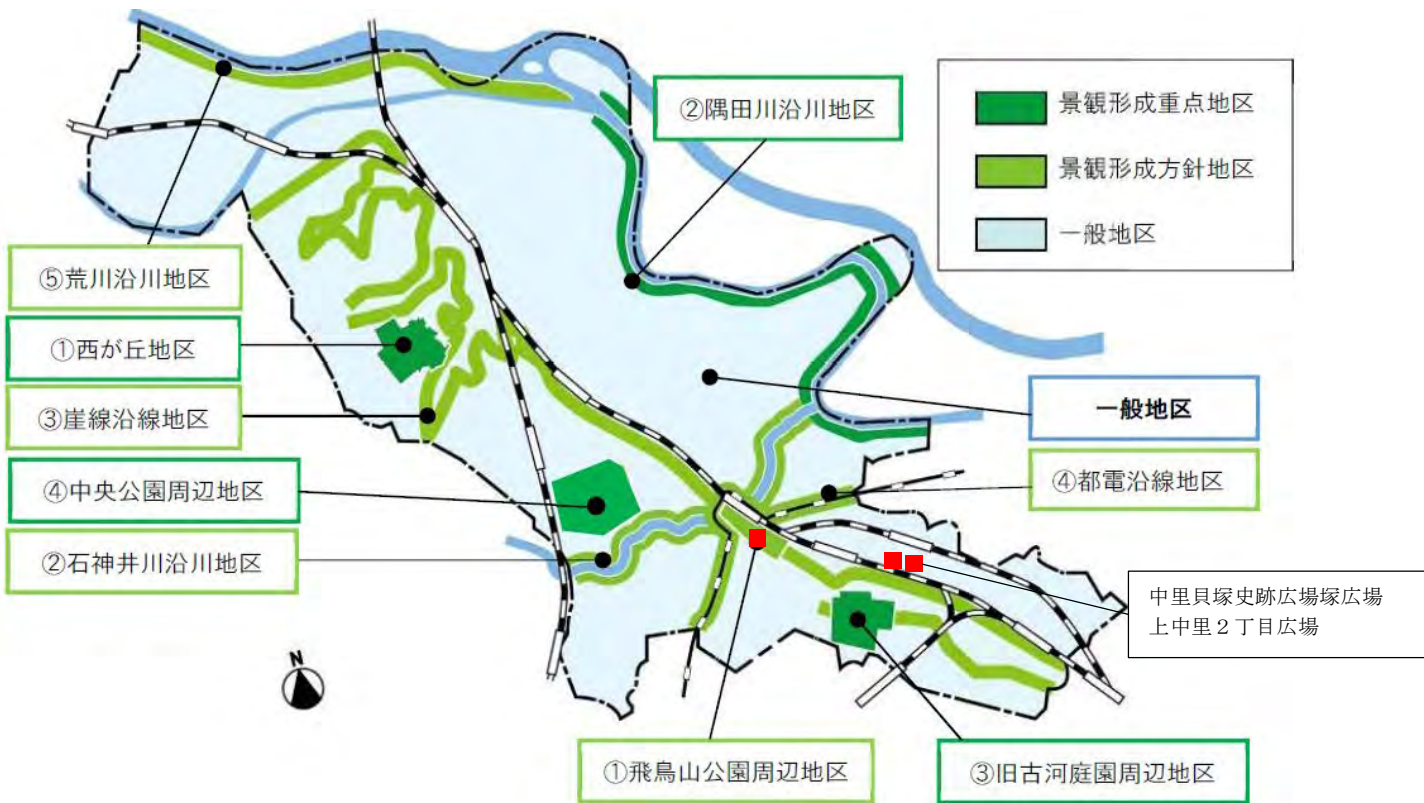 ②隅田川沿川地区
景観形成重点地区
景観形成方針地区
一般地区
⑤荒川沿川地区
①西が丘地区
③崖線沿線地区
④中央公園周辺地区
②石神井川沿川地区
一般地区
④都電沿線地区
中里貝塚史跡広場塚広場
上中里２丁目広場
N
①飛鳥山公園周辺地区
③旧古河庭園周辺地区